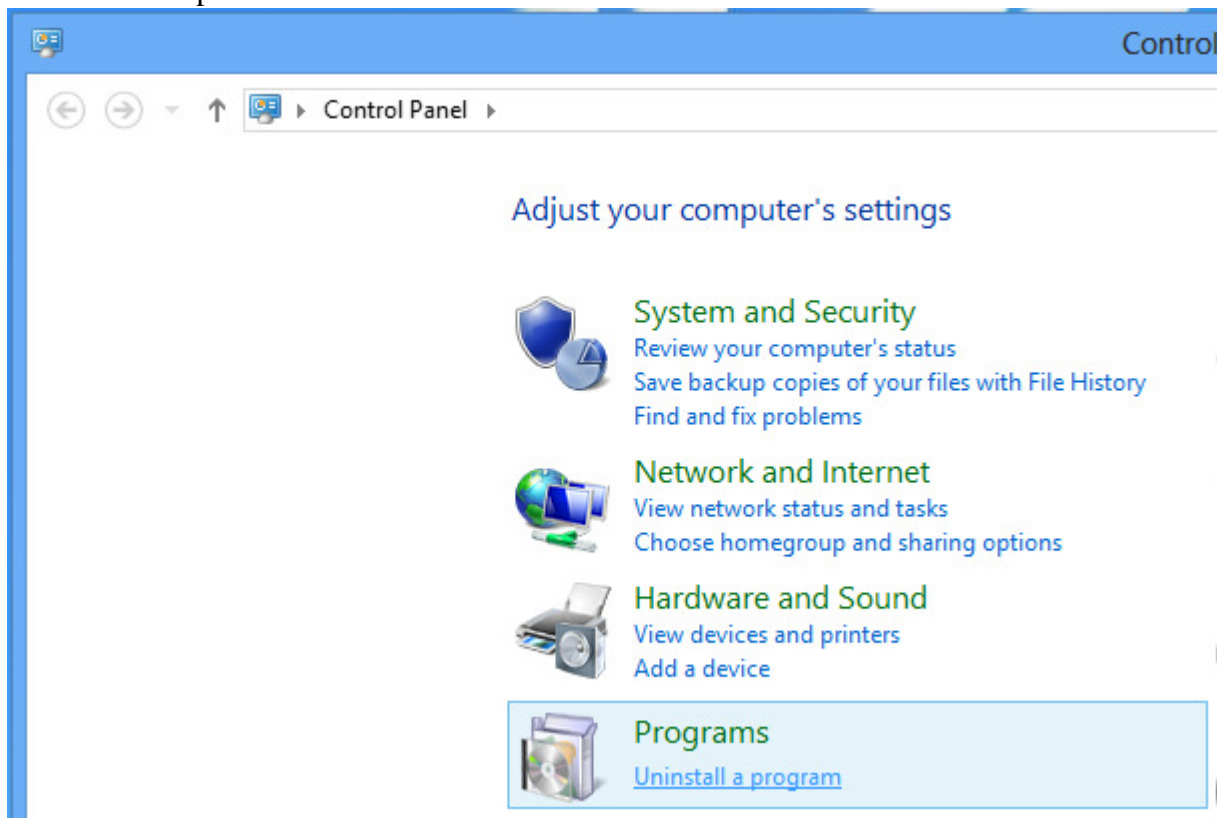 Control
Control Panel
Adjust your computer's settings
System and Security
Review your computer's status
Save backup copies of your files with File History
Find and fix problems
Network and Internet
View network status and tasks
Choose homegroup and sharing options
Hardware and Sound
View devices and printers
Add a device
Programs
Uninstall a program